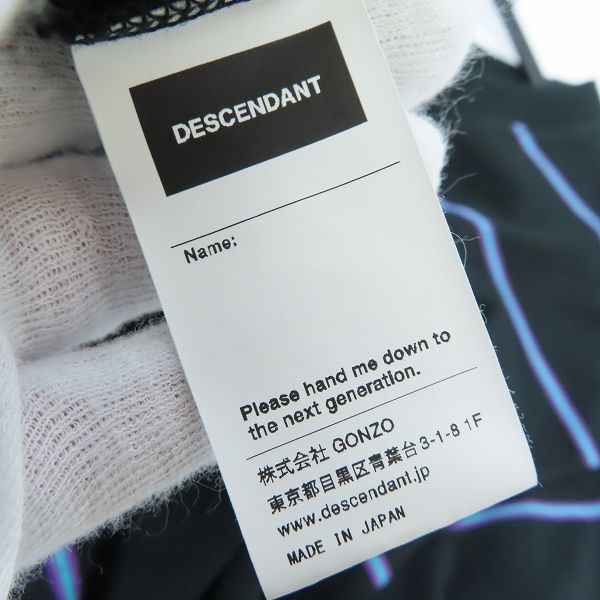 DESCENDANT
Name;
Please hand me down to
the next generation.
株式会社 GONZO
東京都目黒区青葉台3-1-8 1F
www.descendant.jp
MADE IN JAPAN